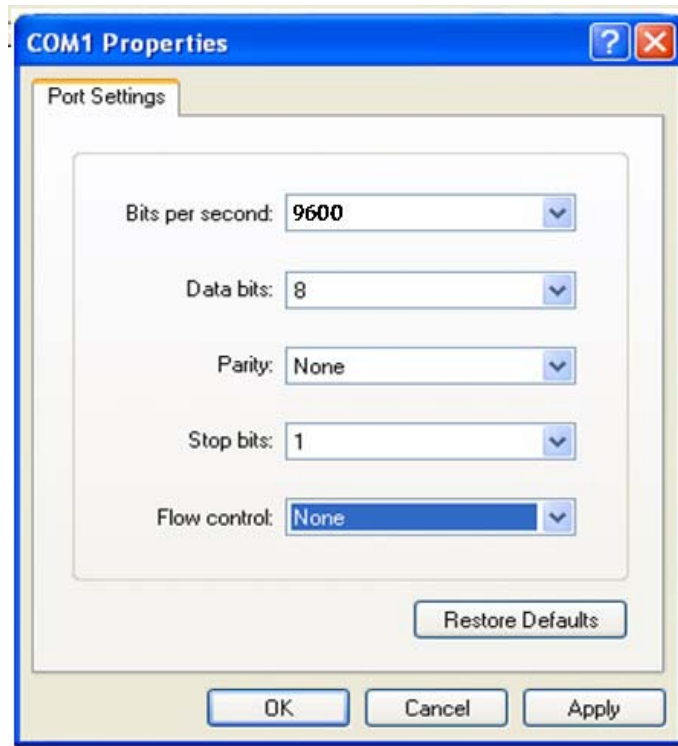 COM1 Properties
Port Settings
Bits per second: 9600
Data bits: 8
Parity: None
Stop bits: 1
Flow control: None
Restore Defaults
OK Cancel Apply